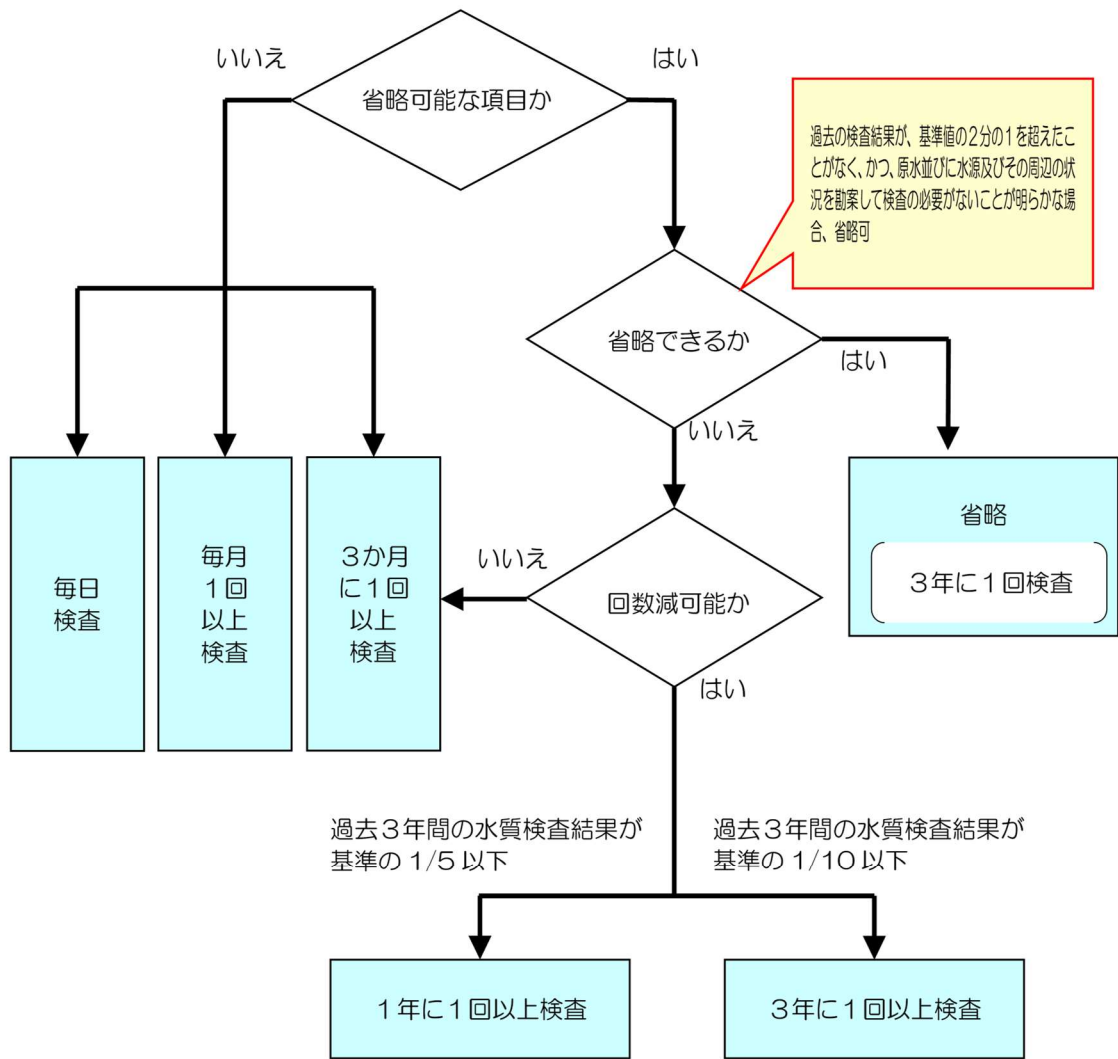 いいえ
はい
省略可能な項目か
過去の検査結果が、基準値の2分の1を超えたこ
とがなく、かつ、原水並びに水源及びその周辺の状
況を勘案して検査の必要がないことが明らかな場
合、省略可
省略できるか
はい
いいえ
毎日
検査
毎月
1回
以上
検査
3か月
に1回
以上
検査
いいえ
回数減可能か
はい
省略
3年に1回検査
過去3年間の水質検査結果が
基準の 1/5 以下
過去3年間の水質検査結果が
基準の 1/10 以下
1年に1回以上検査
3年に1回以上検査